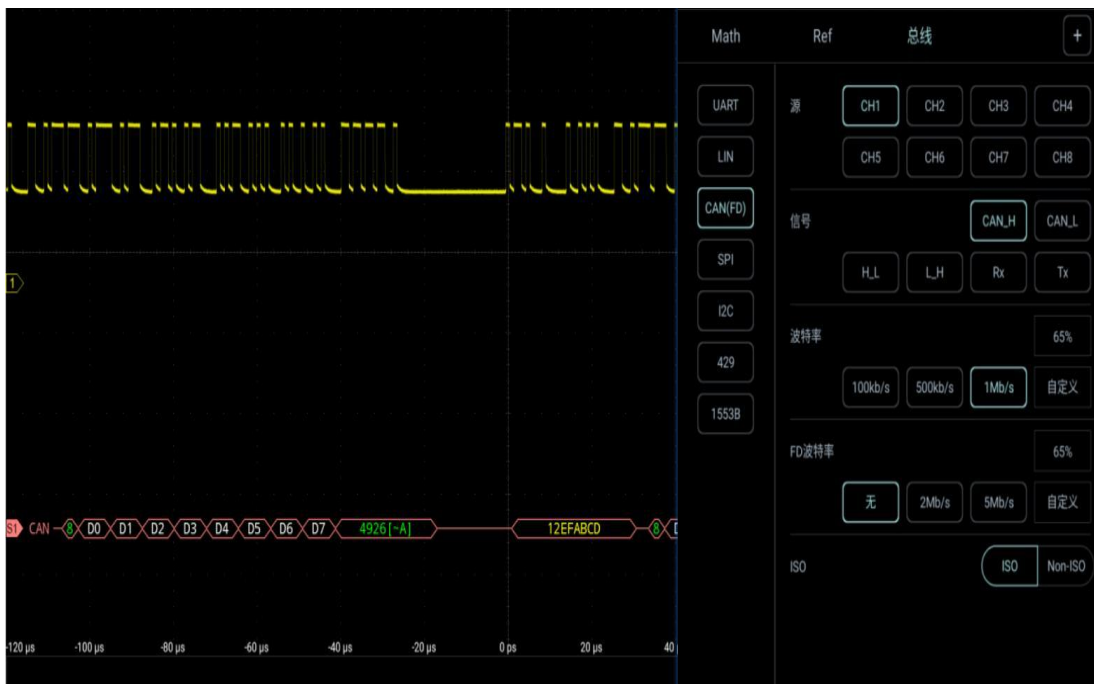 Math Ref 总线 +
UART
LIN
CAN(FD)
SPI
I2C
429
1553B
源 CH1 CH2 CH3 CH4
CH5 CH6 CH7 CH8
信号 CAN_H CAN_L
H_L L_H Rx Tx
波特率 65%
100kb/s 500kb/s 1Mb/s 自定义
FD波特率 65%
无 2Mb/s 5Mb/s 自定义
ISO ISO Non-ISO
1
S1 CAN 8 D0 D1 D2 D3 D4 D5 D6 D7 4926[~A] 12EFABCD 8
-120 μs -100 μs -80 μs -60 μs -40 μs -20 μs 0 ps 20 μs 40